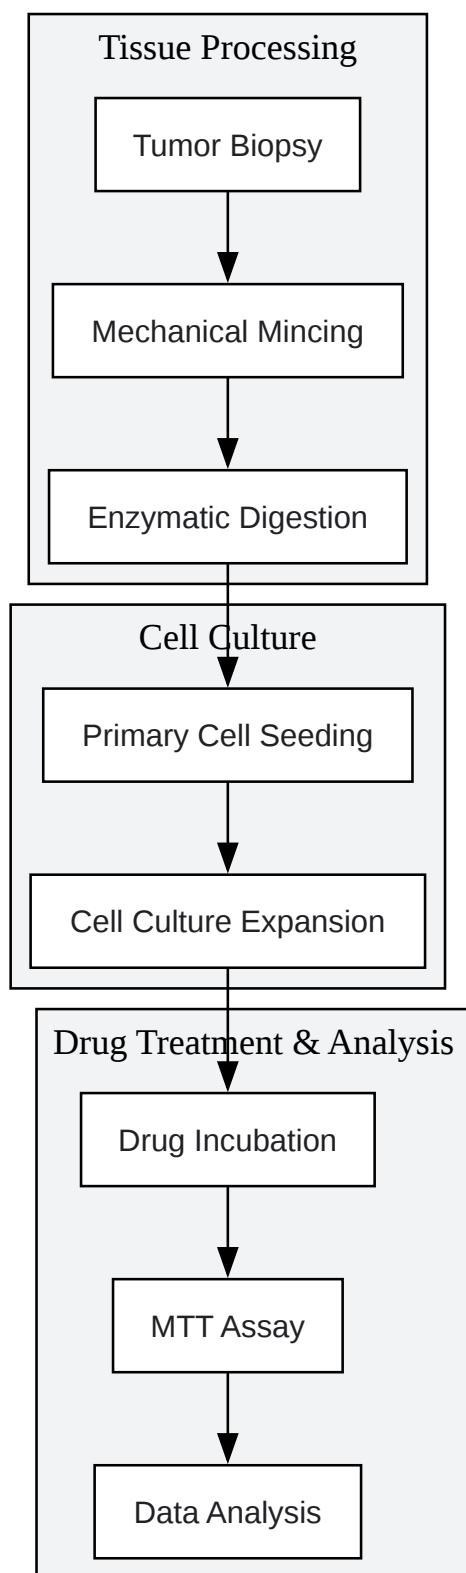 Tissue Processing
Tumor Biopsy
Mechanical Mincing
Enzymatic Digestion
Cell Culture
Primary Cell Seeding
Cell Culture Expansion
Drug Treatment & Analysis
Drug Incubation
MTT Assay
Data Analysis